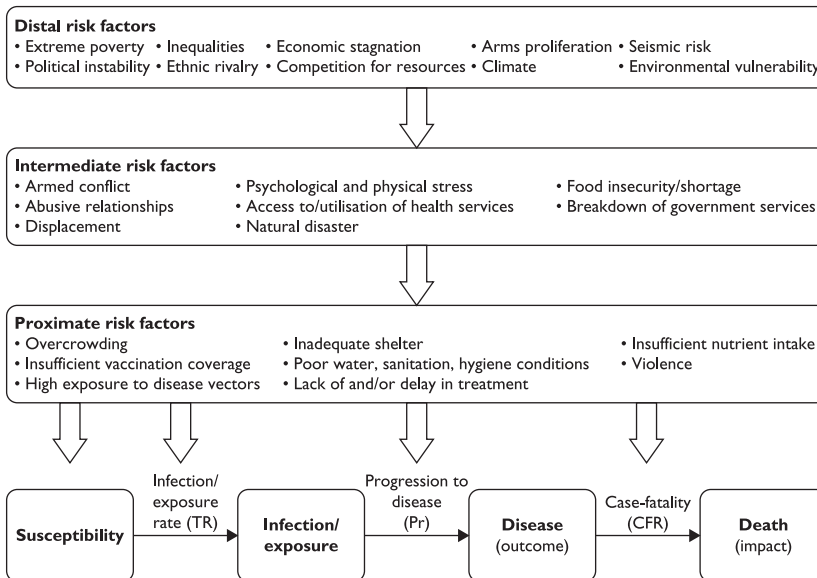 Distal risk factors
• Extreme poverty • Inequalities • Economic stagnation • Arms proliferation • Seismic risk
• Political instability • Ethnic rivalry • Competition for resources • Climate • Environmental vulnerability
Intermediate risk factors
• Armed conflict • Psychological and physical stress • Food insecurity/shortage
• Abusive relationships • Access to/utilisation of health services • Breakdown of government services
• Displacement • Natural disaster
Proximate risk factors
• Overcrowding • Inadequate shelter • Insufficient nutrient intake
• Insufficient vaccination coverage • Poor water, sanitation, hygiene conditions • Violence
• High exposure to disease vectors • Lack of and/or delay in treatment
Susceptibility
Infection/
exposure
rate (TR)
Infection/
exposure
Progression to
disease
(Pr)
Disease
(outcome)
Case-fatality
(CFR)
Death
(impact)